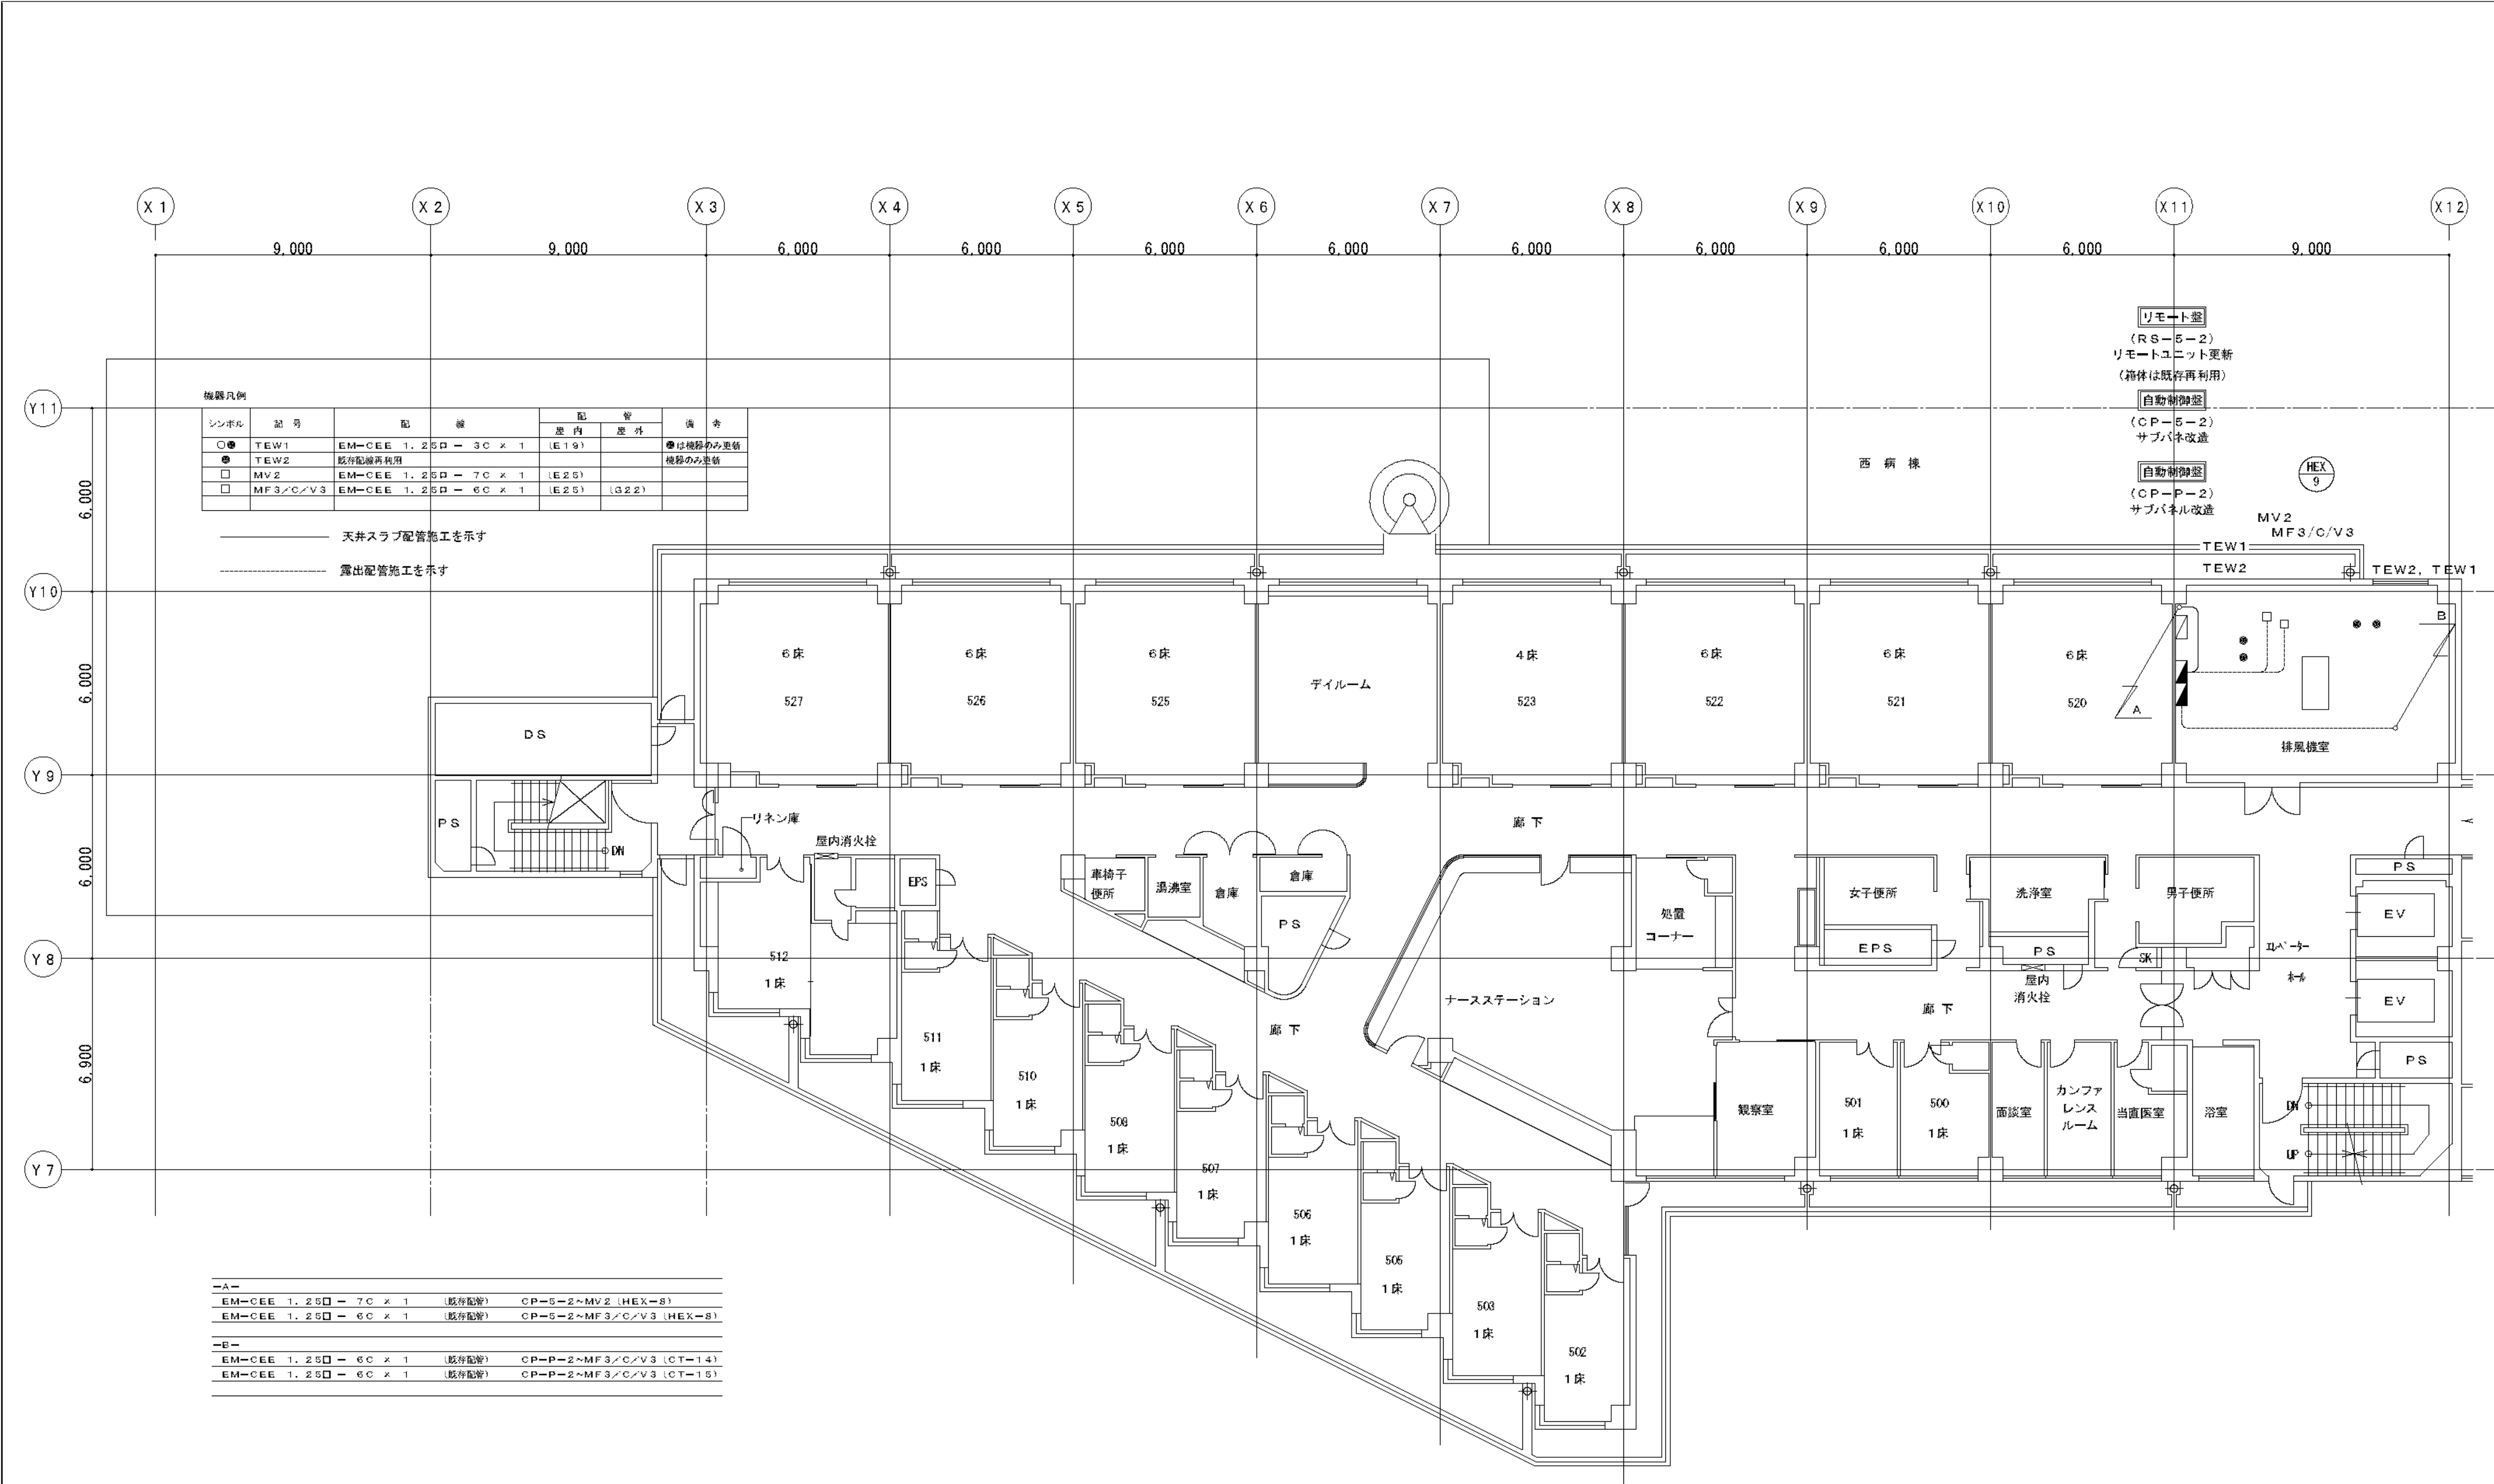 X 1
X 2
X 3
X 4
X 5
X 6
X 7
X 8
X 9
X10
X11
X12
9,000
9,000
6,000
6,000
6,000
6,000
6,000
6,000
6,000
6,000
9,000
リモート盤
(RS-5-2)
リモートユニット更新
(箱体は既存再利用)
自動制御盤
(CP-5-2)
サブパネ改造
自動制御盤
(CP-P-2)
サブパネル改造
HEX
9
西 病 棟
MV2
MF3/C/V3
TEW1
TEW2
TEW2, TEW1
Y11
Y10
Y 9
Y 8
Y 7
6,000
6,000
6,000
6,900
機器凡例
シンボル 記 号 配 線 配 管 備 考
屋 内 屋 外
TEW1 EM-CEE 1.25□ - 3C × 1 (E19) は機器のみ更新
TEW2 既存配線再利用 機器のみ更新
MV2 EM-CEE 1.25□ - 7C × 1 (E25)
MF3/C/V3 EM-CEE 1.25□ - 6C × 1 (E25) (G22)
天井スラブ配管施工を示す
露出配管施工を示す
6床
527
6床
526
6床
525
デイルーム
4床
523
6床
522
6床
521
6床
520
A
B
排風機室
DS
PS
DN
リネン庫
屋内消火栓
EPS
車椅子
便所
湯沸室
倉庫
倉庫
PS
廊 下
処置
コーナー
女子便所
EPS
洗浄室
PS
男子便所
SK
屋内
消火栓
エレベーター
ホール
PS
EV
EV
PS
ナースステーション
廊 下
廊 下
512
1床
511
1床
510
1床
508
1床
507
1床
506
1床
505
1床
503
1床
502
1床
観察室
501
1床
500
1床
面談室
カンファ
レンス
ルーム
当直医室
浴室
DN
UP
-A-
EM-CEE 1.25□ - 7C × 1 (既存配管) CP-5-2~MV2 (HEX-8)
EM-CEE 1.25□ - 6C × 1 (既存配管) CP-5-2~MF3/C/V3 (HEX-8)
-B-
EM-CEE 1.25□ - 6C × 1 (既存配管) CP-P-2~MF3/C/V3 (CT-14)
EM-CEE 1.25□ - 6C × 1 (既存配管) CP-P-2~MF3/C/V3 (CT-15)